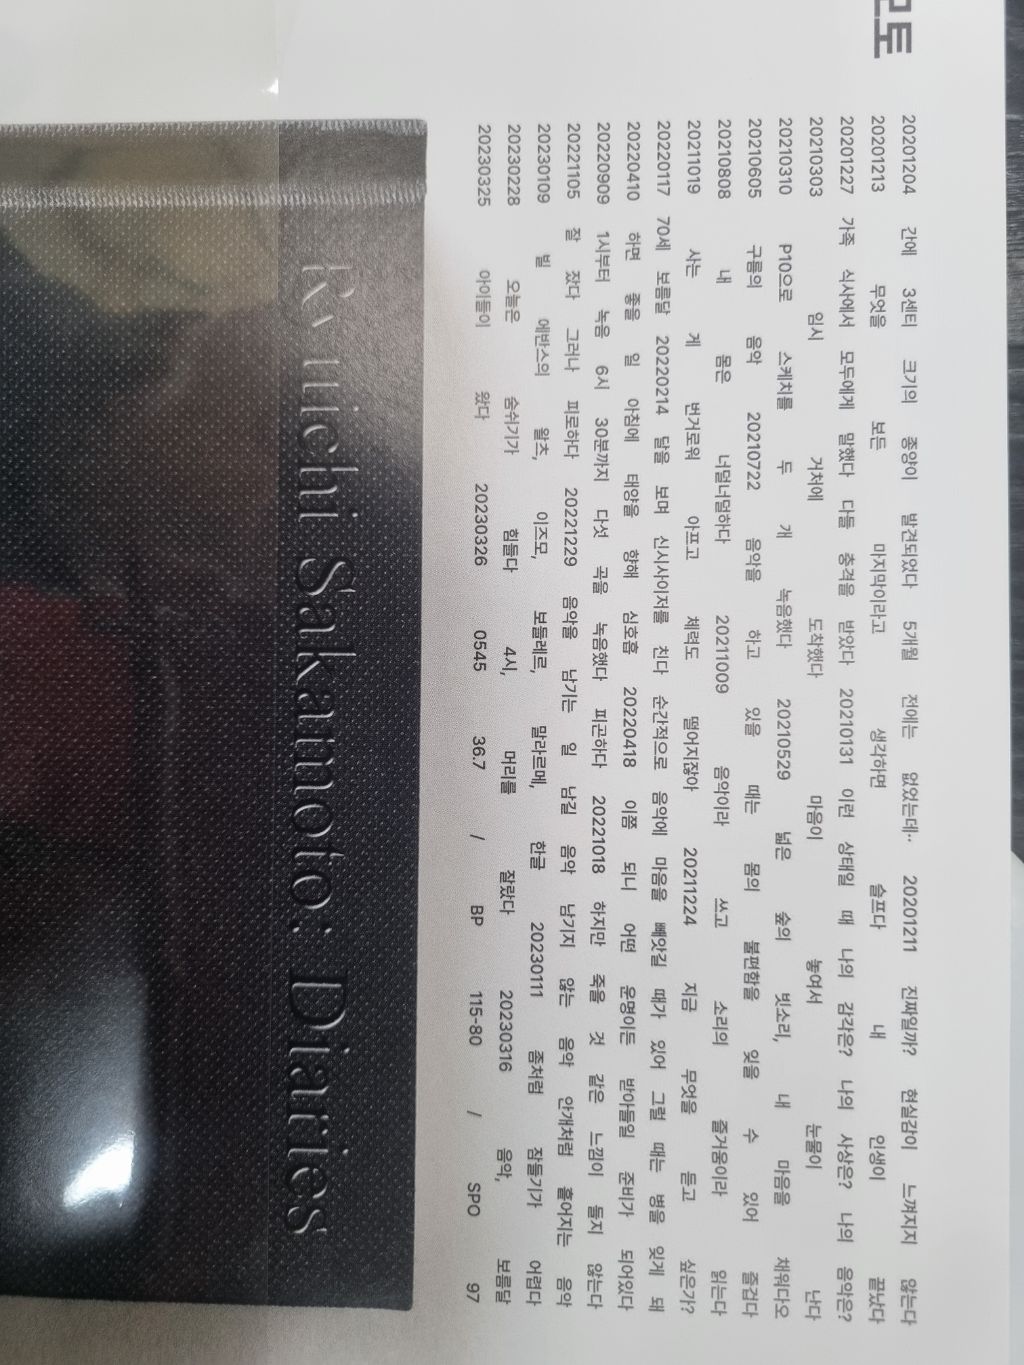 모토
20201204 간에 3센티 크기의 종양이 발견되었다 5개월 전에는 없었는데·· 20201211 진짜일까? 현실감이 느껴지지 않는다
20201213 무엇을 보든 마지막이라고 생각하면 슬프다 내 인생이 끝났다
20201227 가족 식사에서 모두에게 말했다 다들 충격을 받았다 20210131 이런 상태일 때 나의 감각은? 나의 사상은? 나의 음악은?
20210303 임시 거처에 도착했다 마음이 놓여서 눈물이 난다
20210310 P10으로 스케치를 두 개 녹음했다 20210529 넓은 숲의 빗소리, 내 마음을 채워다오
20210605 구름의 음악 20210722 음악을 하고 있을 때는 몸의 불편함을 잊을 수 있어 즐겁다
20210808 내 몸은 너덜너덜하다 20211009 음악이라 쓰고 소리의 즐거움이라 읽는다
20211019 사는 게 번거로워 아프고 체력도 떨어지잖아 20211224 지금 무엇을 듣고 싶은가?
20220117 70세 보름달 20220214 달을 보며 신시사이저를 친다 순간적으로 음악에 마음을 빼앗길 때가 있어 그럴 때는 병을 잊게 돼
20220410 하면 좋을 일 아침에 태양을 향해 심호흡 20220418 이쯤 되니 어떤 운명이든 받아들일 준비가 되어있다
20220909 1시부터 녹음 6시 30분까지 다섯 곡을 녹음했다 피곤하다 20221018 하지만 죽을 것 같은 느낌이 들지 않는다
20221105 잘 잤다 그러나 피로하다 20221229 음악을 남기는 일 남길 음악 남기지 않는 음악 안개처럼 흩어지는 음악
20230109 빌 에반스의 왈츠, 이즈모, 보들레르, 말라르메, 한글 20230111 좀처럼 잠들기가 어렵다
20230228 오늘은 숨쉬기가 힘들다 4시, 머리를 잘랐다 20230316 음악, 보름달
20230325 아이들이 왔다 20230326 0545 36.7 / BP 115-80 / SPO 97
Ryuichi Sakamoto: Diaries